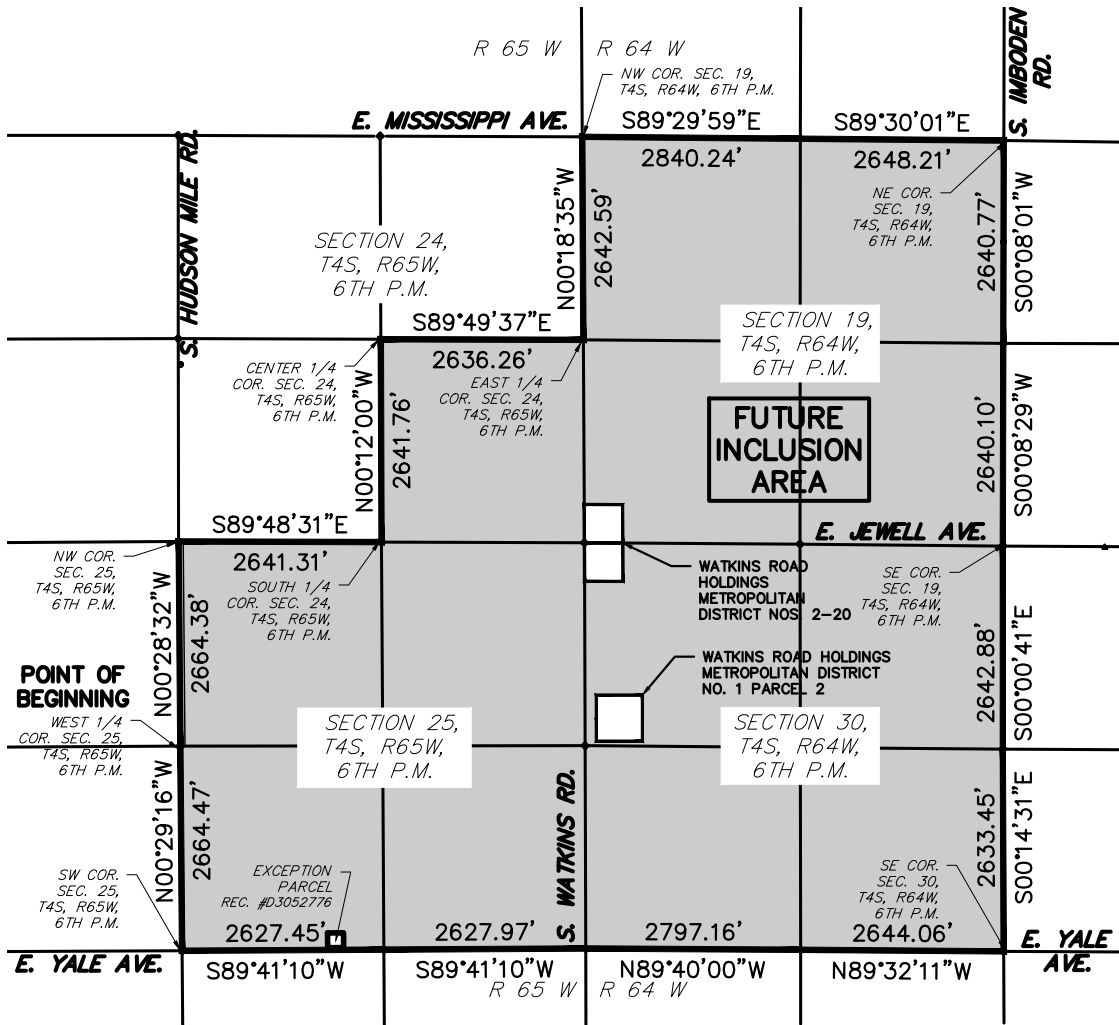 R 65 W
R 64 W
S. IMBODEN
RD.
NW COR. SEC. 19,
T4S, R64W, 6TH P.M.
E. MISSISSIPPI AVE.
S89°29'59"E
S89°30'01"E
2840.24'
2648.21'
S. HUDSON MILE RD.
N00°18'35"W
2642.59'
NE COR.
SEC. 19,
T4S, R64W,
6TH P.M.
2640.77'
S00°08'01"W
SECTION 24,
T4S, R65W,
6TH P.M.
S89°49'37"E
2636.26'
SECTION 19,
T4S, R64W,
6TH P.M.
CENTER 1/4
COR. SEC. 24,
T4S, R65W,
6TH P.M.
N00°12'00"W
2641.76'
EAST 1/4
COR. SEC. 24,
T4S, R65W,
6TH P.M.
FUTURE
INCLUSION
AREA
2640.10'
S00°08'29"W
S89°48'31"E
2641.31'
E. JEWELL AVE.
NW COR.
SEC. 25,
T4S, R65W,
6TH P.M.
N00°28'32"W
2664.38'
SOUTH 1/4
COR. SEC. 24,
T4S, R65W,
6TH P.M.
WATKINS ROAD
HOLDINGS
METROPOLITAN
DISTRICT NOS. 2-20
SE COR.
SEC. 19,
T4S, R64W,
6TH P.M.
2642.88'
S00°00'41"E
POINT OF
BEGINNING
WEST 1/4
COR. SEC. 25,
T4S, R65W,
6TH P.M.
WATKINS ROAD HOLDINGS
METROPOLITAN DISTRICT
NO. 1 PARCEL 2
SECTION 25,
T4S, R65W,
6TH P.M.
SECTION 30,
T4S, R64W,
6TH P.M.
N00°29'16"W
2664.47'
S. WATKINS RD.
2633.45'
S00°14'31"E
SW COR.
SEC. 25,
T4S, R65W,
6TH P.M.
EXCEPTION
PARCEL
REC. #D3052776
SE COR.
SEC. 30,
T4S, R64W,
6TH P.M.
2627.45'
2627.97'
2797.16'
2644.06'
E. YALE AVE.
S89°41'10"W
S89°41'10"W
N89°40'00"W
N89°32'11"W
E. YALE
AVE.
R 65 W
R 64 W